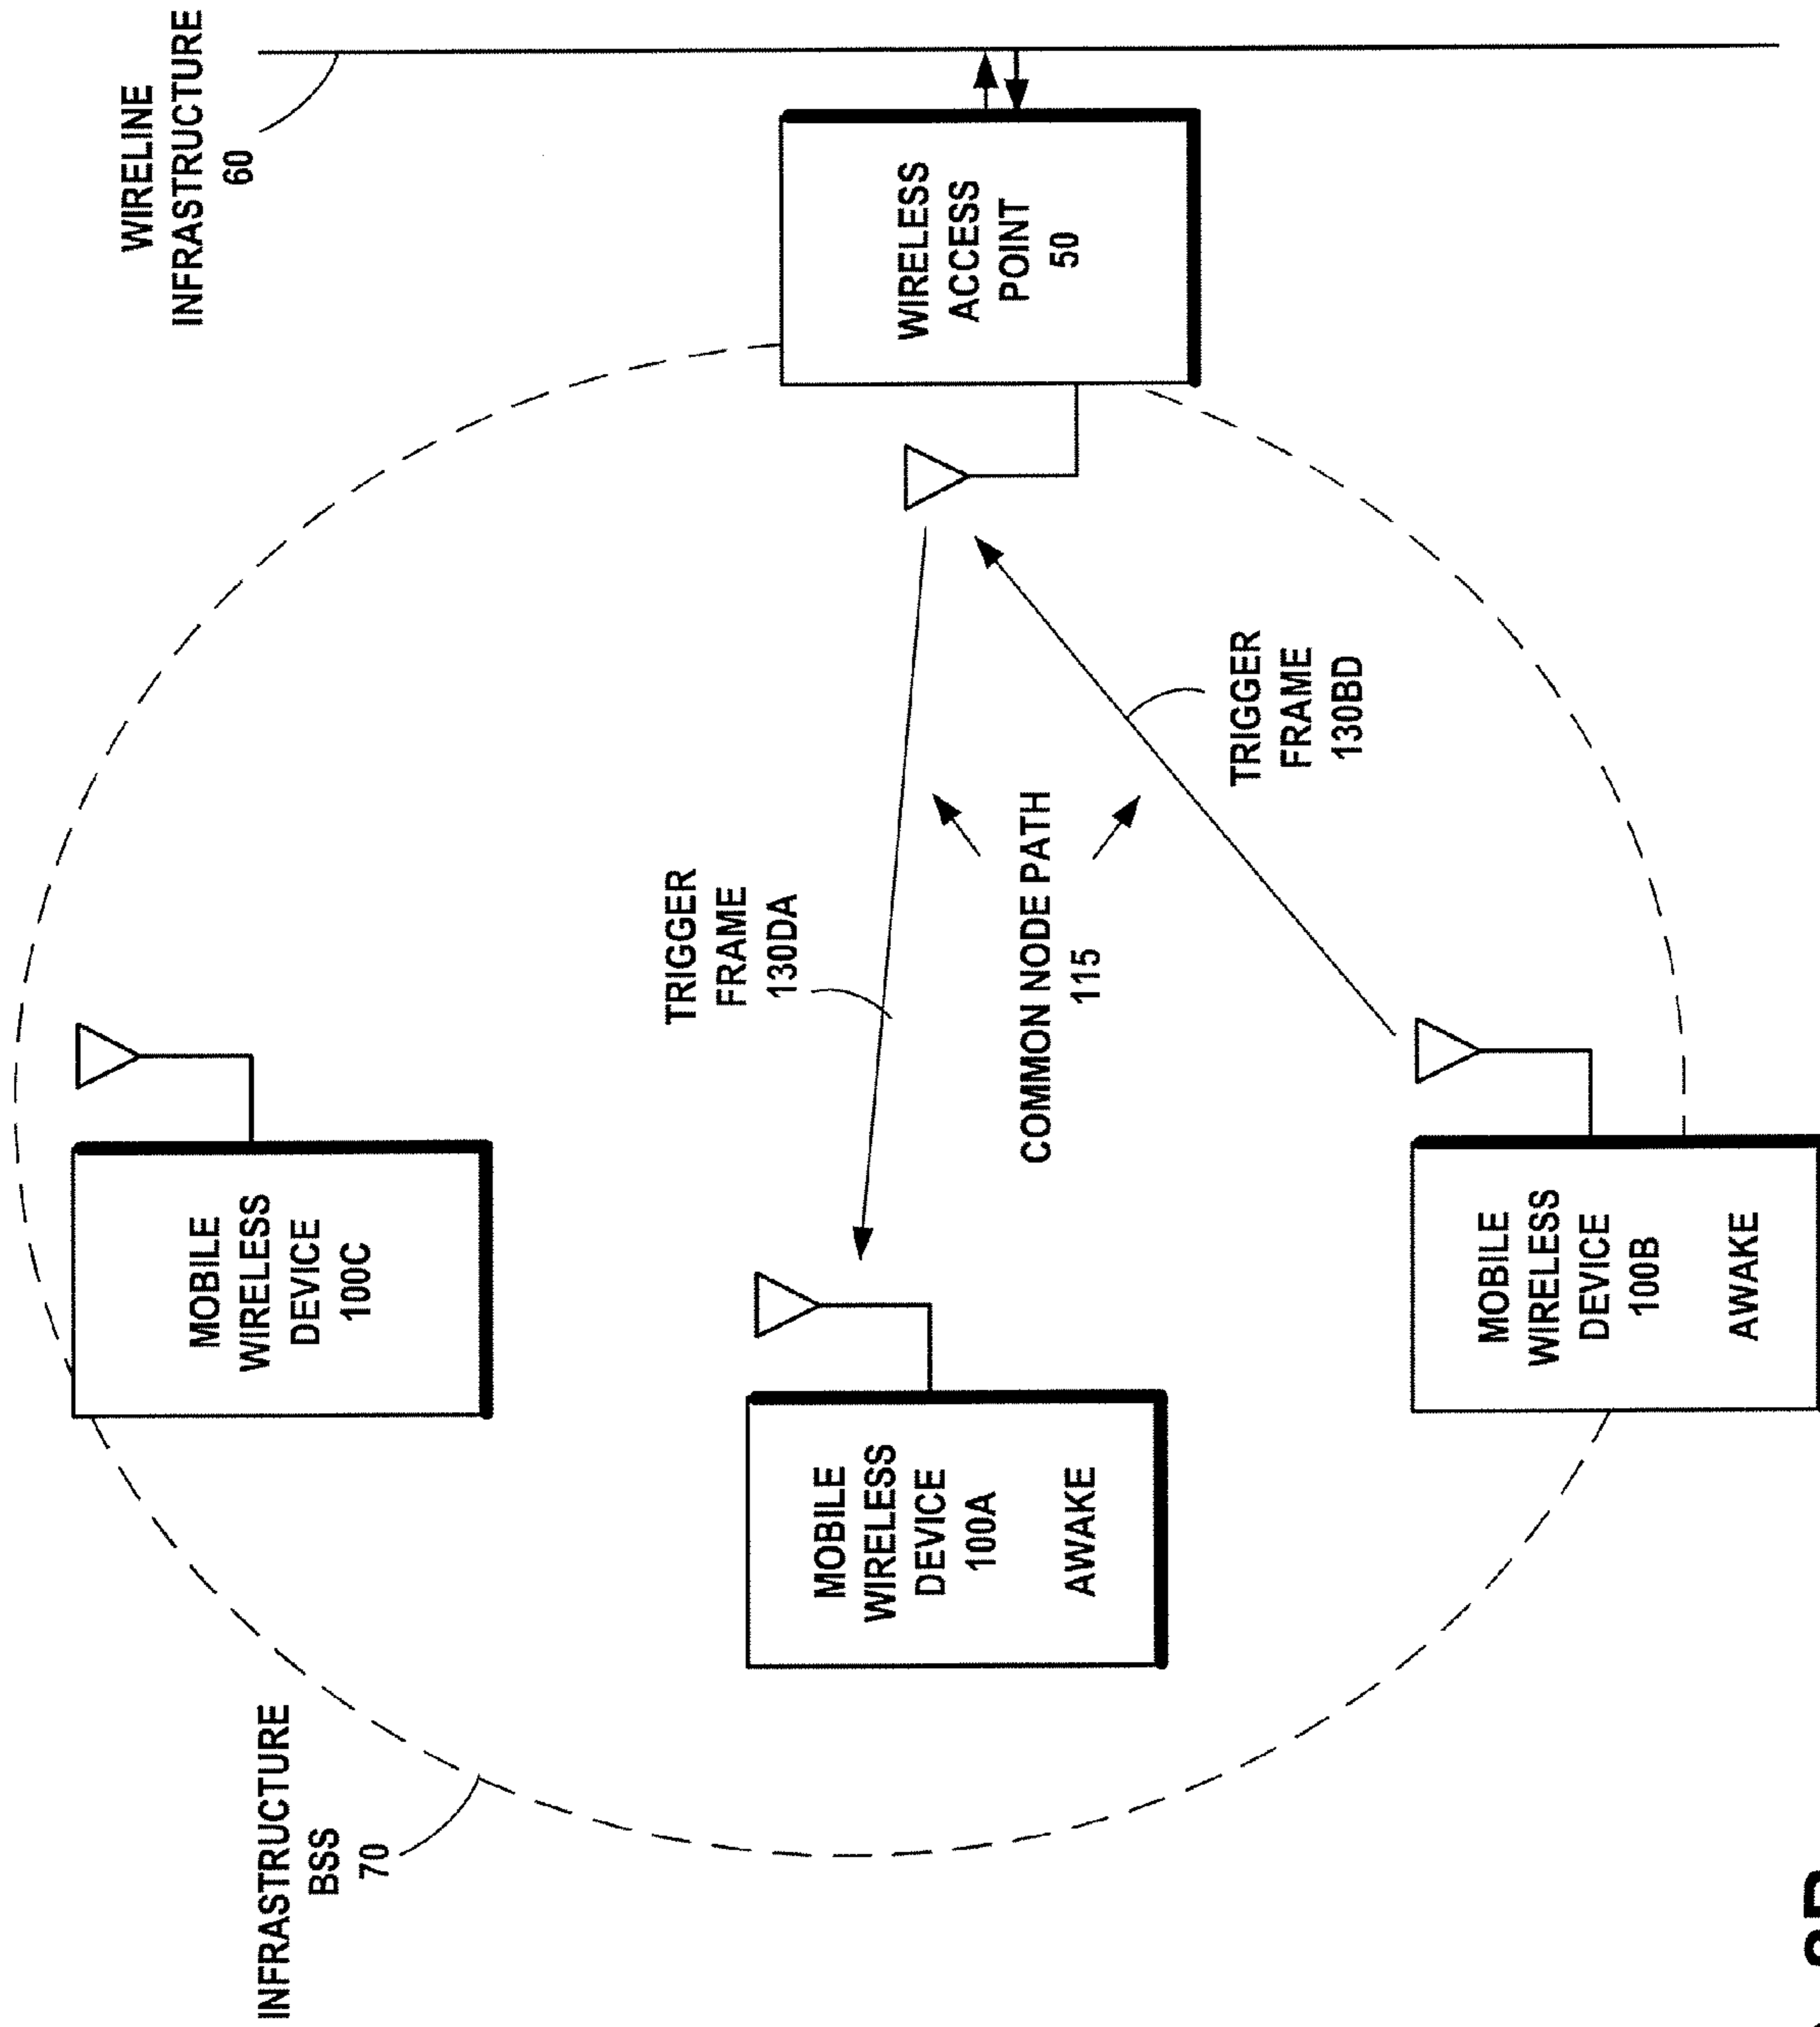 WIRELINE
INFRASTRUCTURE
60
WIRELESS
ACCESS
POINT
50
MOBILE
WIRELESS
DEVICE
100C
TRIGGER
FRAME
130DA
COMMON NODE PATH
115
TRIGGER
FRAME
130BD
MOBILE
WIRELESS
DEVICE
100A
AWAKE
MOBILE
WIRELESS
DEVICE
100B
AWAKE
INFRASTRUCTURE
BSS
70